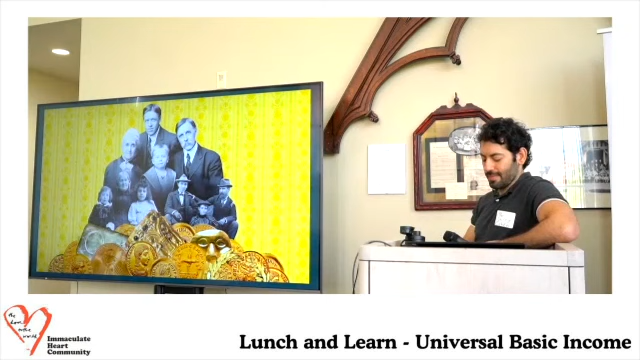 Immaculate
Heart
Community
Lunch and Learn - Universal Basic Income